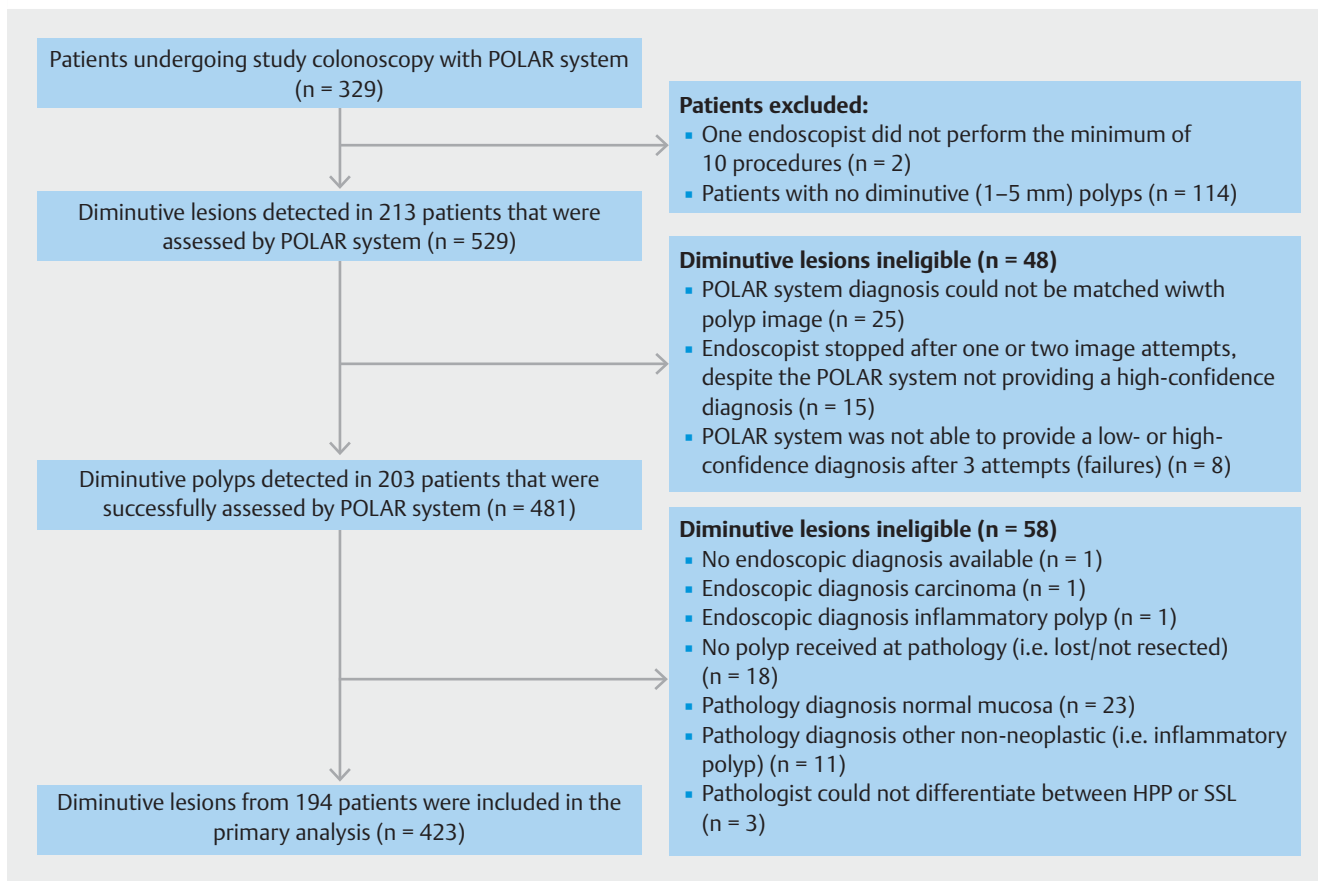 Patients undergoing study colonoscopy with POLAR system
(n = 329)
Patients excluded:
▪ One endoscopist did not perform the minimum of
10 procedures (n = 2)
▪ Patients with no diminutive (1–5 mm) polyps (n = 114)
Diminutive lesions detected in 213 patients that were
assessed by POLAR system (n = 529)
Diminutive lesions ineligible (n = 48)
▪ POLAR system diagnosis could not be matched wiwth
polyp image (n = 25)
▪ Endoscopist stopped after one or two image attempts,
despite the POLAR system not providing a high-confidence
diagnosis (n = 15)
▪ POLAR system was not able to provide a low- or high-
confidence diagnosis after 3 attempts (failures) (n = 8)
Diminutive polyps detected in 203 patients that were
successfully assessed by POLAR system (n = 481)
Diminutive lesions ineligible (n = 58)
▪ No endoscopic diagnosis available (n = 1)
▪ Endoscopic diagnosis carcinoma (n = 1)
▪ Endoscopic diagnosis inflammatory polyp (n = 1)
▪ No polyp received at pathology (i.e. lost/not resected)
(n = 18)
▪ Pathology diagnosis normal mucosa (n = 23)
▪ Pathology diagnosis other non-neoplastic (i.e. inflammatory
polyp) (n = 11)
▪ Pathologist could not differentiate between HPP or SSL
(n = 3)
Diminutive lesions from 194 patients were included in the
primary analysis (n = 423)